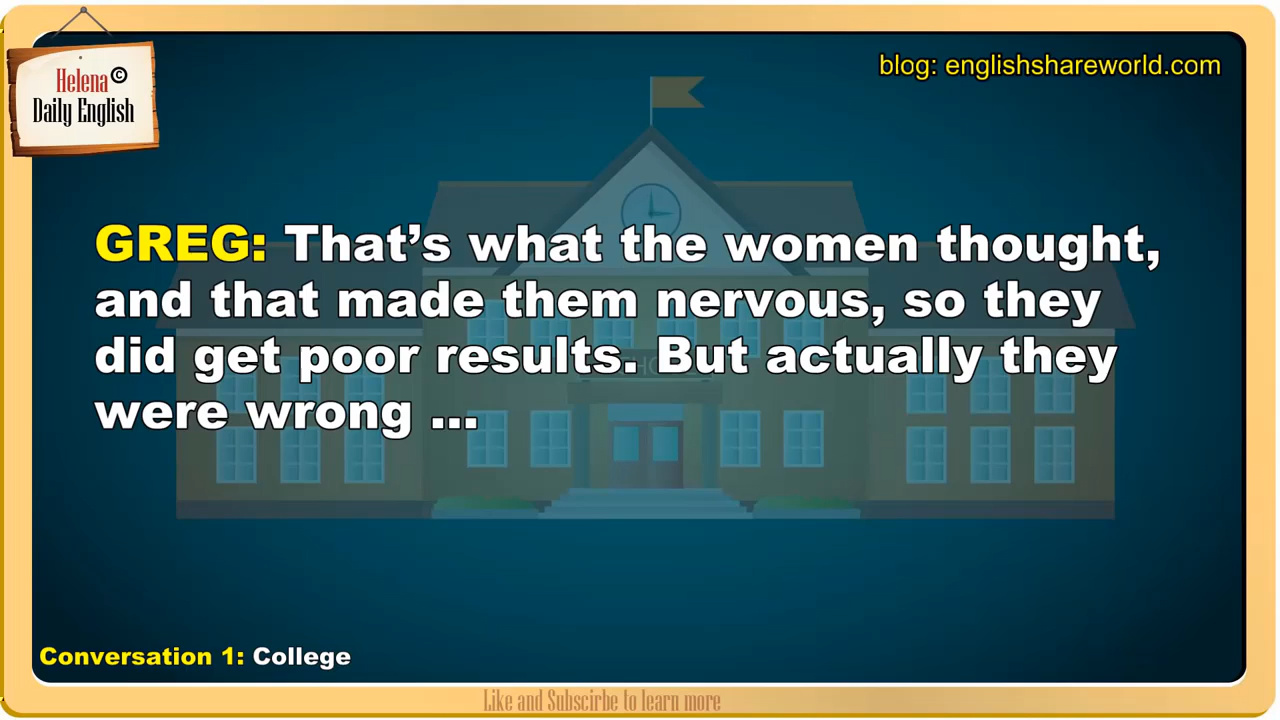 Helena ©
Daily English
blog: englishshareworld.com
GREG: That’s what the women thought,
and that made them nervous, so they
did get poor results. But actually they
were wrong ...
Conversation 1: College
Like and Subscirbe to learn more